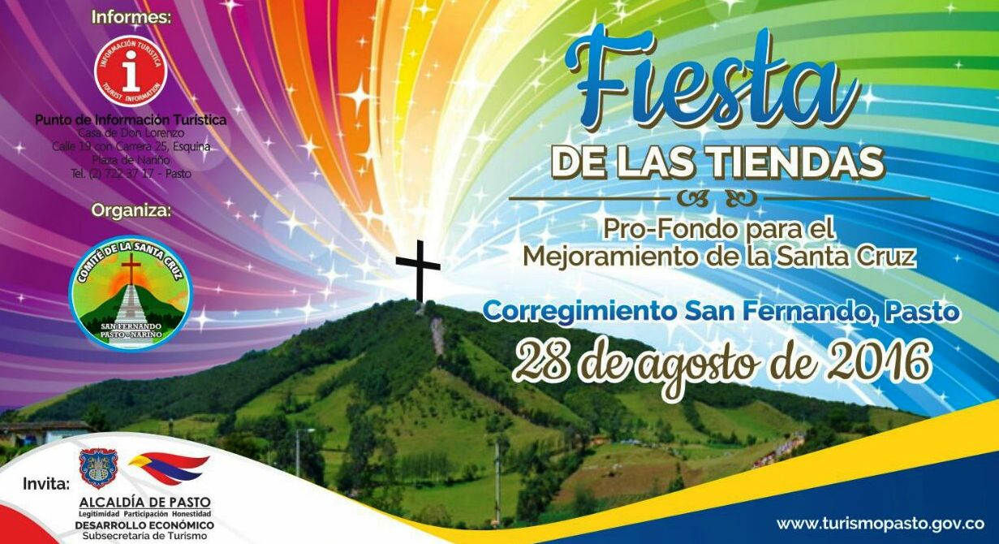 Informes:
INFORMACIÓN TURISTICA
i
TOURIST INFORMATION
Punto de Información Turística
Casa de Don Lorenzo
Calle 19 con Carrera 25, Esquina
Plaza de Nariño
Tel. (2) 722 37 17 - Pasto
Organiza:
COMITÉ DE LA SANTA CRUZ
SAN FERNANDO
PASTO - NARIÑO
Fiesta
DE LAS TIENDAS
Pro-Fondo para el
Mejoramiento de la Santa Cruz
Corregimiento San Fernando, Pasto
28 de agosto de 2016
Invita:
ALCALDÍA DE PASTO
Legitimidad Participación Honestidad
DESARROLLO ECONÓMICO
Subsecretaría de Turismo
www.turismopasto.gov.co